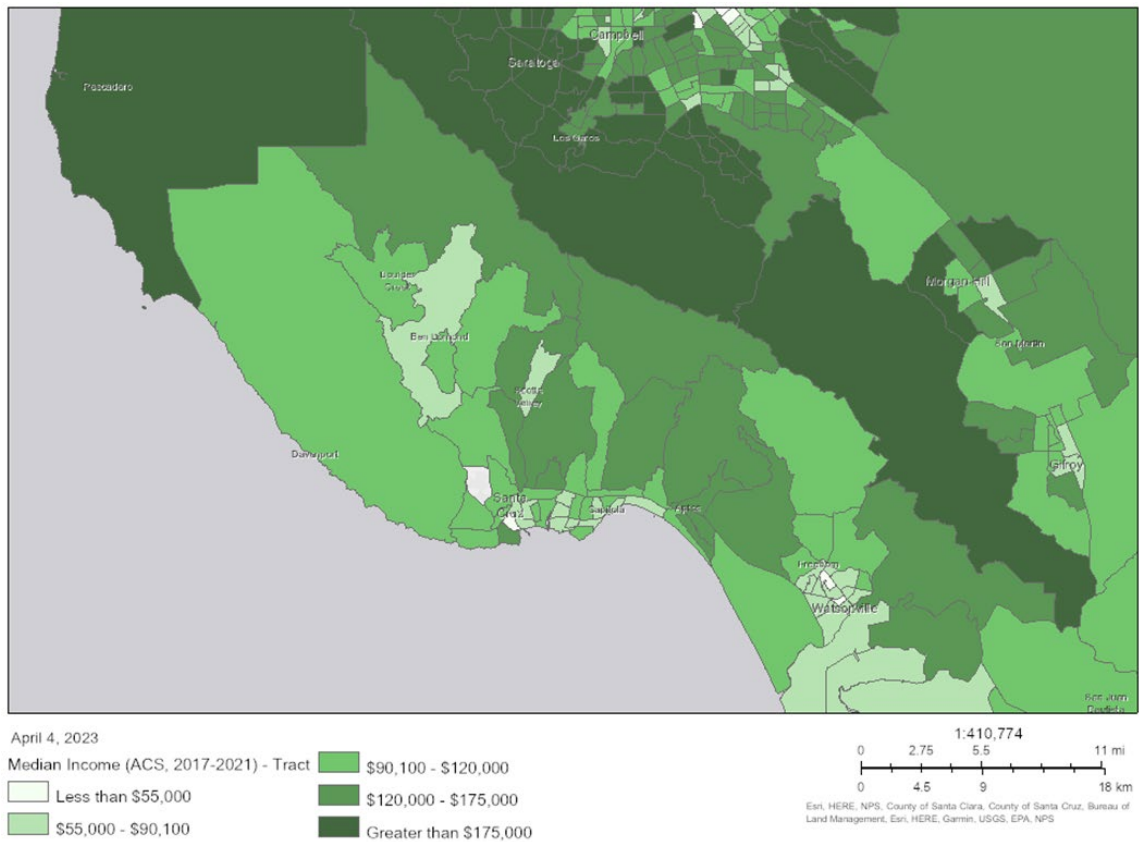 Campbell
Saratoga
Pescadero
Los Gatos
Morgan Hill
Ben Lomond
San Martin
Scotts
Valley
Davenport
Gilroy
Santa
Cruz
Capitola
Aptos
Freedom
Watsonville
San Juan
Bautista
April 4, 2023
Median Income (ACS, 2017-2021) - Tract
Less than $55,000
$55,000 - $90,100
$90,100 - $120,000
$120,000 - $175,000
Greater than $175,000
1:410,774
0 2.75 5.5 11 mi
0 4.5 9 18 km
Esri, HERE, NPS, County of Santa Clara, County of Santa Cruz, Bureau of
Land Management, Esri, HERE, Garmin, USGS, EPA, NPS